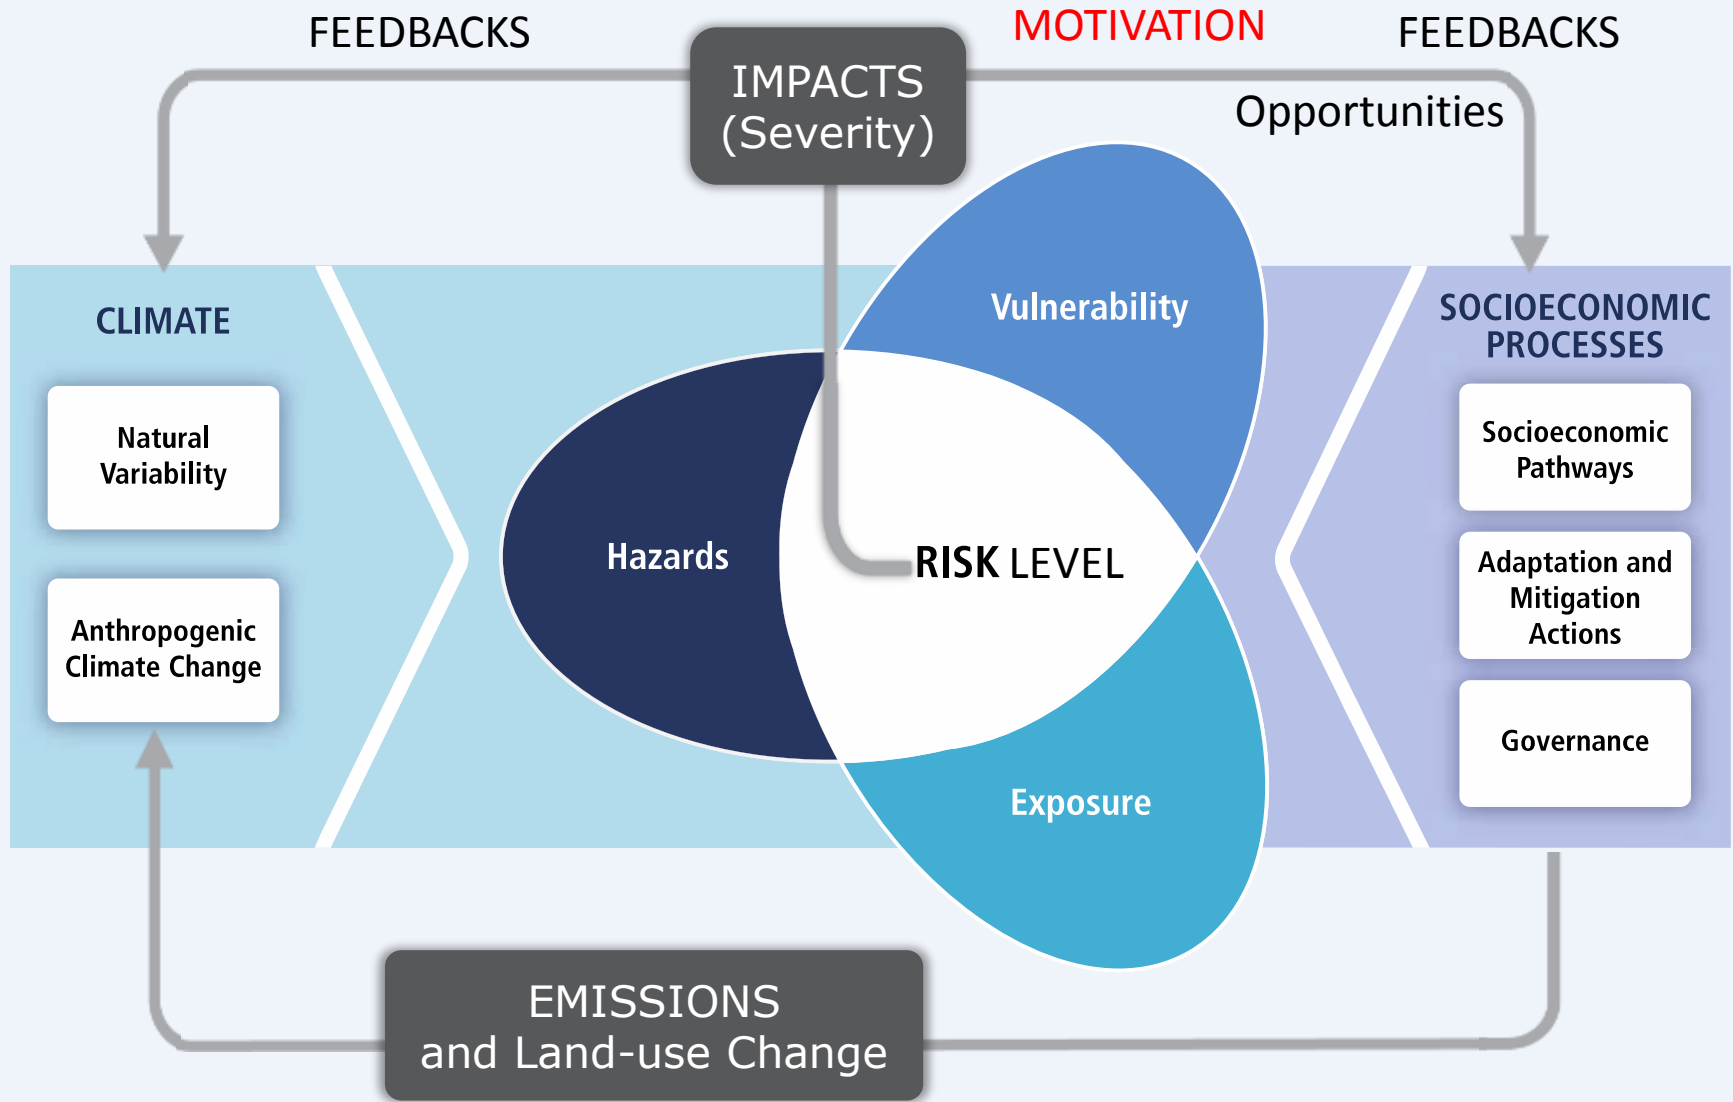 FEEDBACKS
MOTIVATION
FEEDBACKS
IMPACTS
(Severity)
Opportunities
CLIMATE
Natural
Variability
Anthropogenic
Climate Change
Vulnerability
Hazards
RISK LEVEL
Exposure
SOCIOECONOMIC
PROCESSES
Socioeconomic
Pathways
Adaptation and
Mitigation
Actions
Governance
EMISSIONS
and Land-use Change